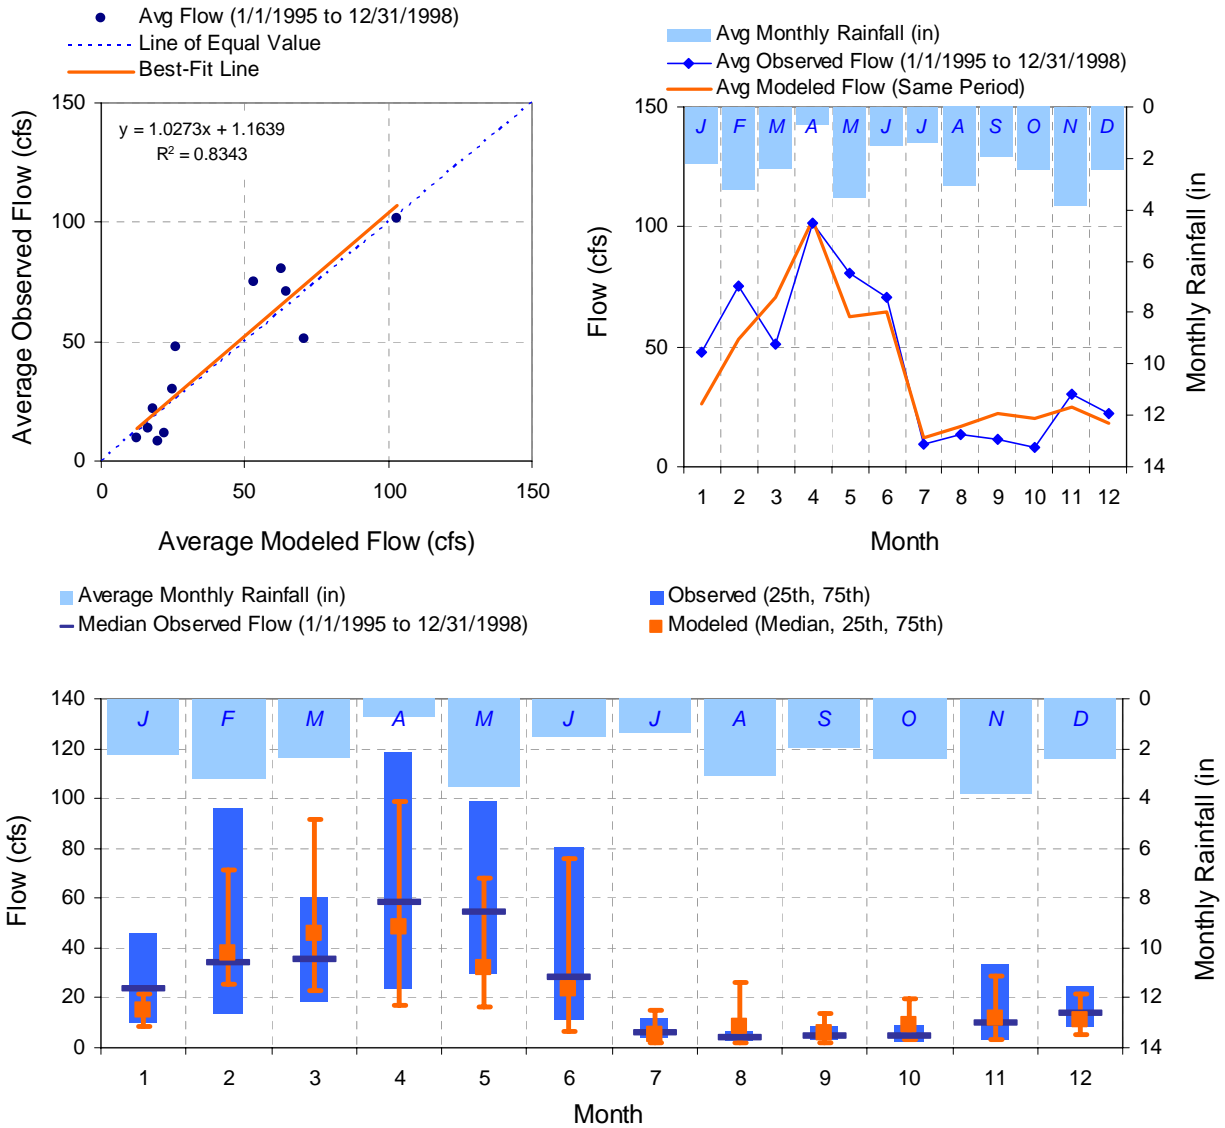 Avg Flow (1/1/1995 to 12/31/1998)
Line of Equal Value
Best-Fit Line
150
100
50
0
y = 1.0273x + 1.1639
R² = 0.8343
0 50 100 150
Average Observed Flow (cfs)
Average Modeled Flow (cfs)
Avg Monthly Rainfall (in)
Avg Observed Flow (1/1/1995 to 12/31/1998)
Avg Modeled Flow (Same Period)
150
100
50
0
J F M A M J J A S O N D
0
2
4
6
8
10
12
14
1 2 3 4 5 6 7 8 9 10 11 12
Flow (cfs)
Monthly Rainfall (in
Month
Average Monthly Rainfall (in)
Median Observed Flow (1/1/1995 to 12/31/1998)
Observed (25th, 75th)
Modeled (Median, 25th, 75th)
140
120
100
80
60
40
20
0
J F M A M J J A S O N D
0
2
4
6
8
10
12
14
1 2 3 4 5 6 7 8 9 10 11 12
Flow (cfs)
Monthly Rainfall (in
Month